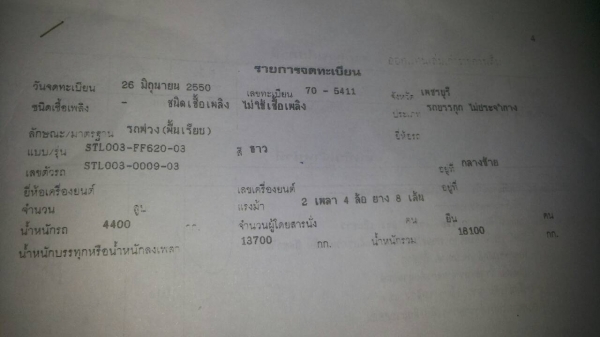 รายการจดทะเบียน
วันจดทะเบียน 26 มิถุนายน 2550 เลขทะเบียน 70 - 5411 จังหวัด เพชรบุรี
ชนิดเชื้อเพลิง - ชนิดเชื้อเพลิง ไม่ใช้เชื้อเพลิง ประเภท รถบรรทุก ไม่ประจำทาง
ลักษณะ/มาตรฐาน รถพ่วง(พื้นเรียบ) ยี่ห้อรถ
แบบ/รุ่น STL003-FF620-03 สี ขาว
เลขตัวรถ STL003-0009-03 อยู่ที่ กลางซ้าย
ยี่ห้อเครื่องยนต์ เลขเครื่องยนต์ อยู่ที่
จำนวน สูบ แรงม้า 2 เพลา 4 ล้อ ยาง 8 เส้น
น้ำหนักรถ 4400 จำนวนผู้โดยสารนั่ง คน ยืน คน
น้ำหนักบรรทุกหรือน้ำหนักลงเพลา 13700 กก. น้ำหนักรวม 18100 กก.